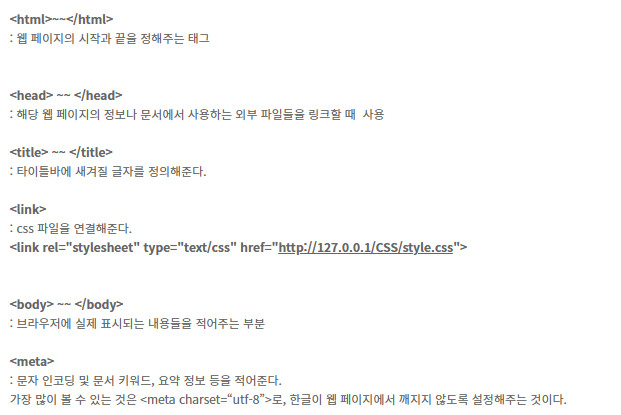 <html>~~</html>
: 웹 페이지의 시작과 끝을 정해주는 태그
<head> ~~ </head>
: 해당 웹 페이지의 정보나 문서에서 사용하는 외부 파일들을 링크할 때  사용
<title> ~~ </title>
: 타이틀바에 새겨질 글자를 정의해준다.
<link>
: css 파일을 연결해준다.
<link rel="stylesheet" type="text/css" href="http://127.0.0.1/CSS/style.css">
<body> ~~ </body>
: 브라우저에 실제 표시되는 내용들을 적어주는 부분
<meta>
: 문자 인코딩 및 문서 키워드, 요약 정보 등을 적어준다.
가장 많이 볼 수 있는 것은 <meta charset=“utf-8”>로, 한글이 웹 페이지에서 깨지지 않도록 설정해주는 것이다.